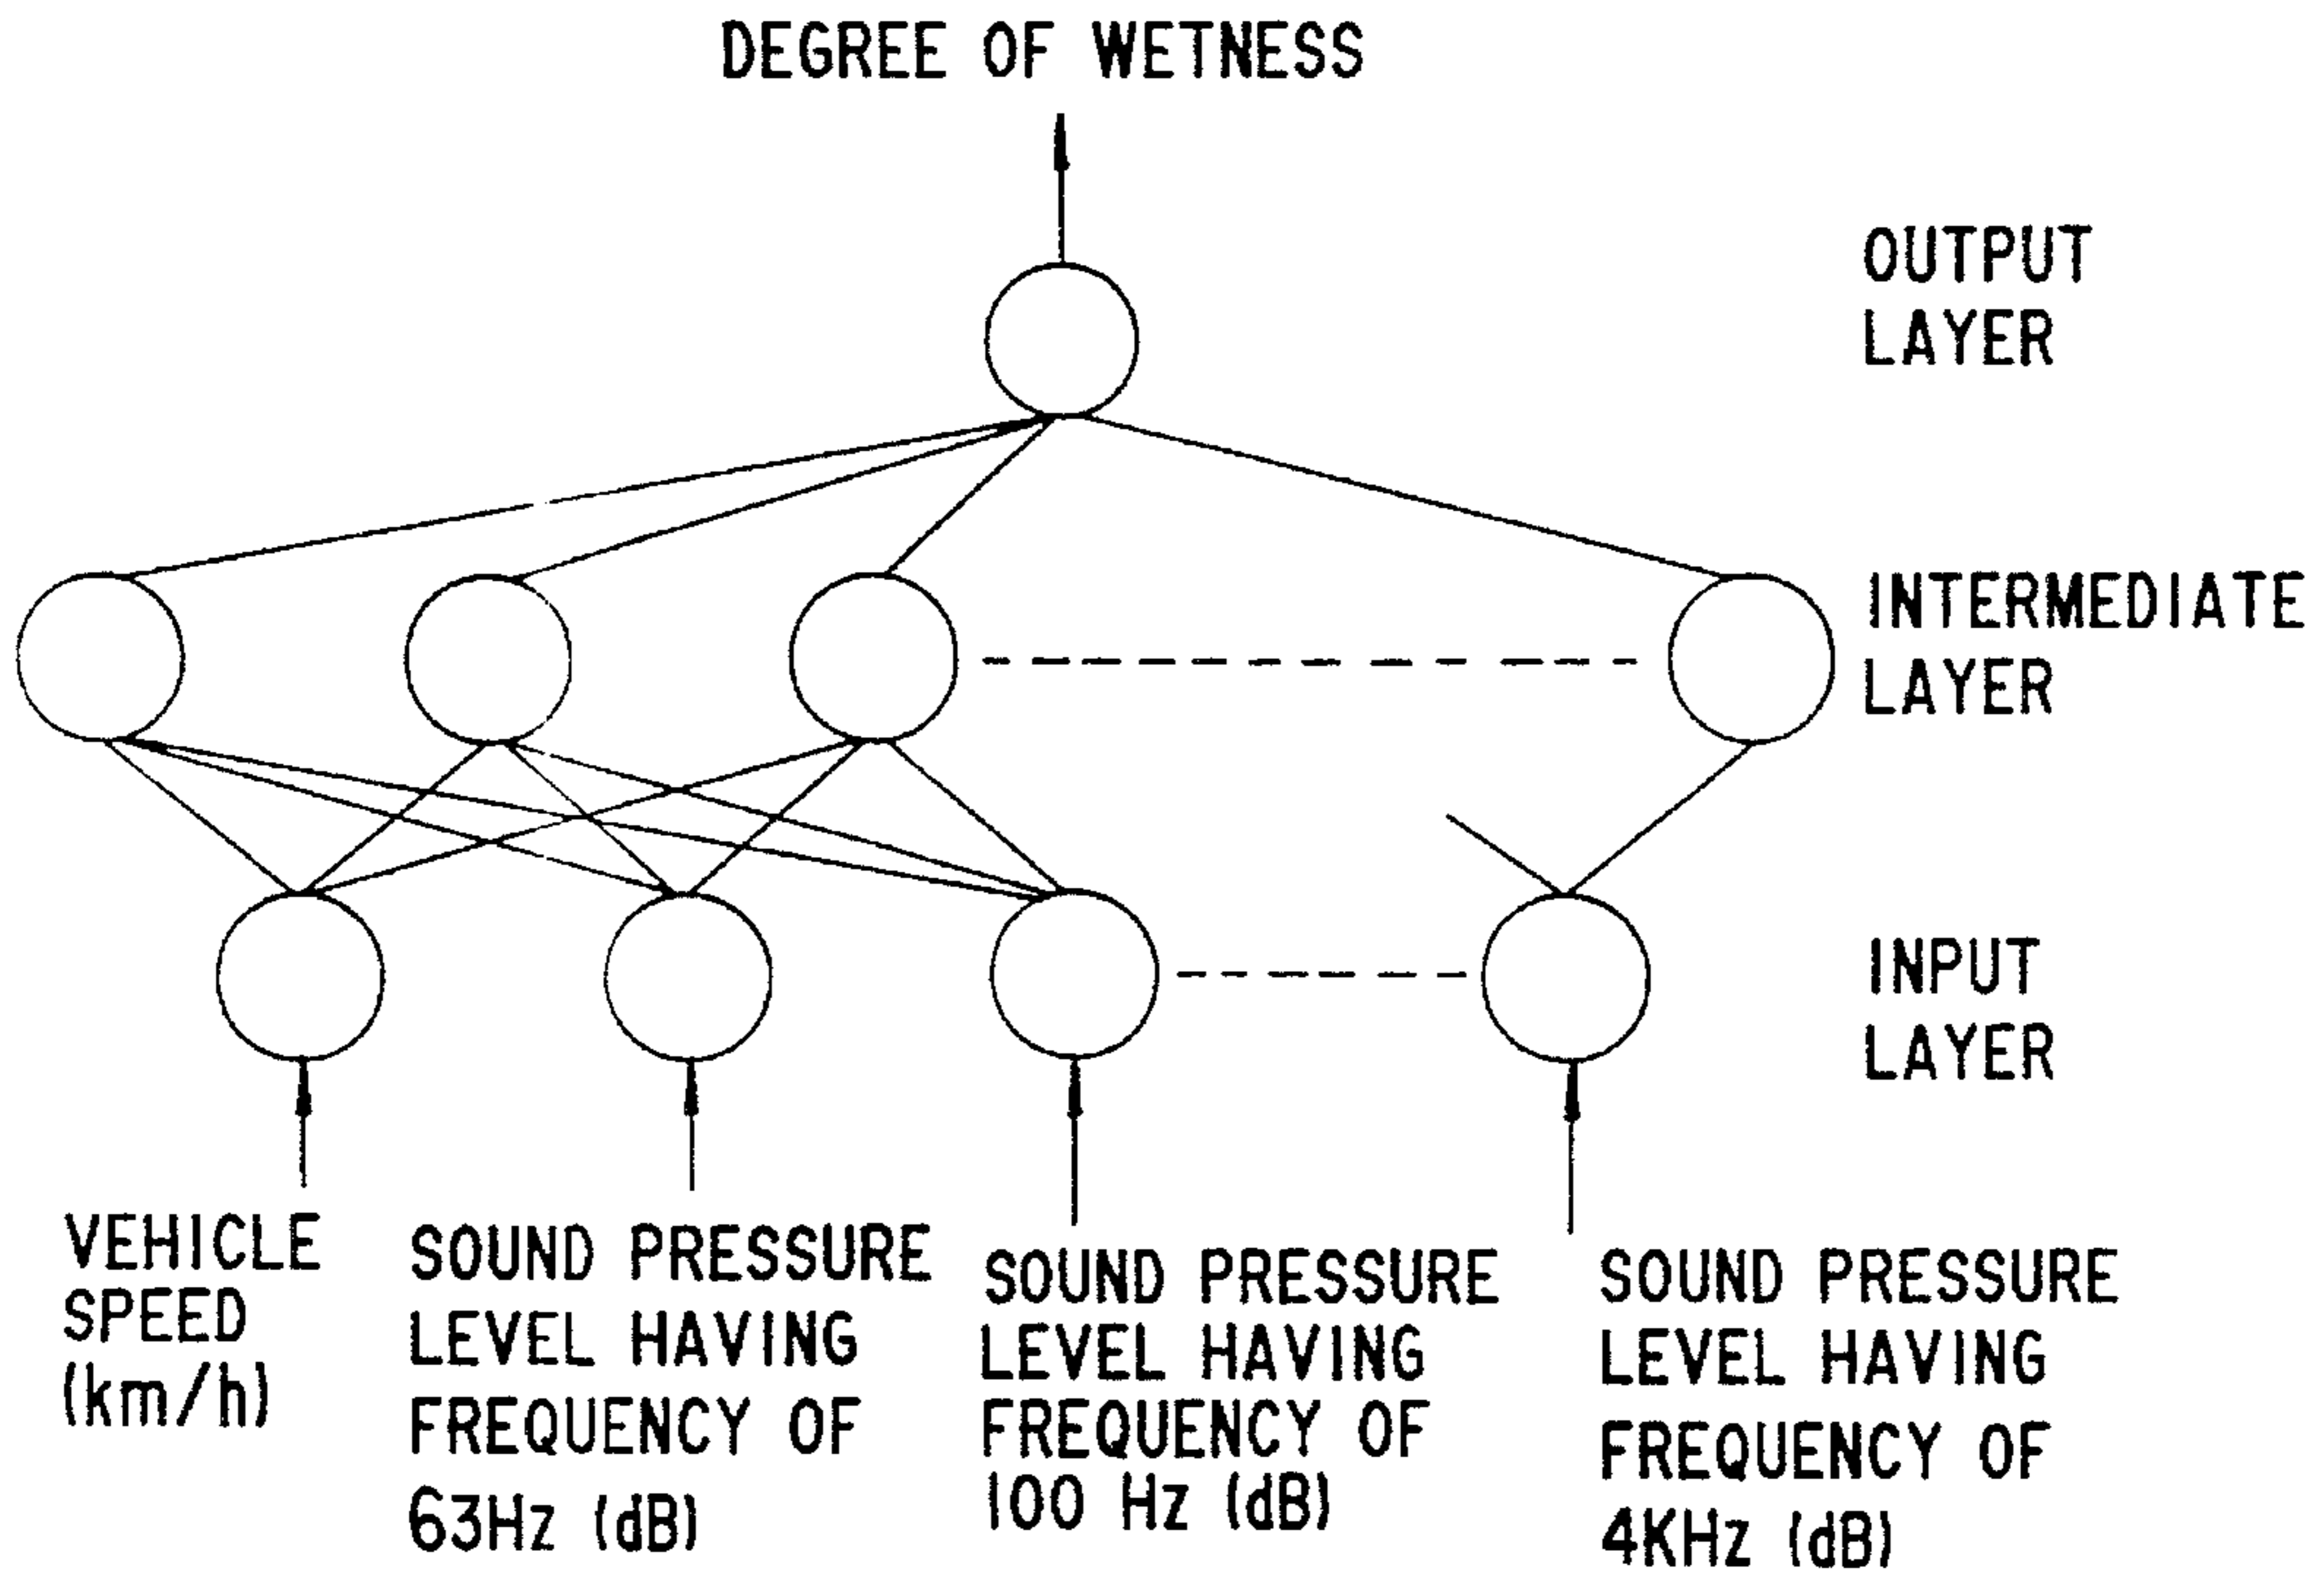 DEGREE OF WETNESS
OUTPUT
LAYER
INTERMEDIATE
LAYER
INPUT
LAYER
VEHICLE
SPEED
(km/h)
SOUND PRESSURE
LEVEL HAVING
FREQUENCY OF
63Hz (dB)
SOUND PRESSURE
LEVEL HAVING
FREQUENCY OF
100 Hz (dB)
SOUND PRESSURE
LEVEL HAVING
FREQUENCY OF
4KHz (dB)